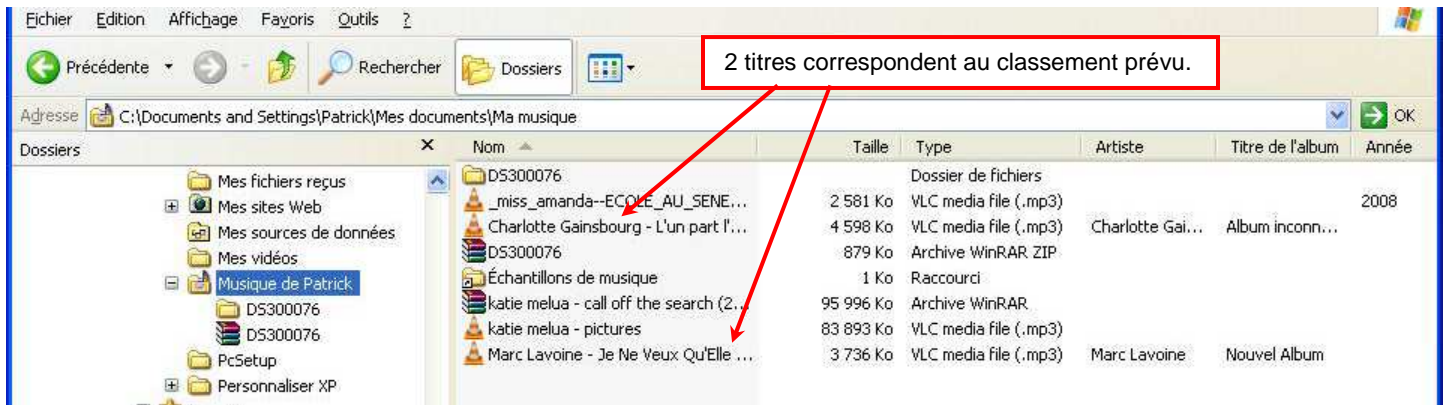 Fichier Edition Affichage Favoris Outils ?
Précédente Rechercher Dossiers
2 titres correspondent au classement prévu.
Adresse C:\Documents and Settings\Patrick\Mes documents\Ma musique OK
Dossiers × Nom Taille Type Artiste Titre de l'album Année
Mes fichiers reçus
Mes sites Web
Mes sources de données
Mes vidéos
Musique de Patrick
DS300076
DS300076
PcSetup
Personnaliser XP
DS300076 Dossier de fichiers
_miss_amanda--ECOLE_AU_SENE... 2 581 Ko VLC media file (.mp3) 2008
Charlotte Gainsbourg - L'un part l'... 4 598 Ko VLC media file (.mp3) Charlotte Gai... Album inconn...
DS300076 879 Ko Archive WinRAR ZIP
Échantillons de musique 1 Ko Raccourci
katie melua - call off the search (2... 95 996 Ko Archive WinRAR
katie melua - pictures 83 893 Ko VLC media file (.mp3)
Marc Lavoine - Je Ne Veux Qu'Elle ... 3 736 Ko VLC media file (.mp3) Marc Lavoine Nouvel Album